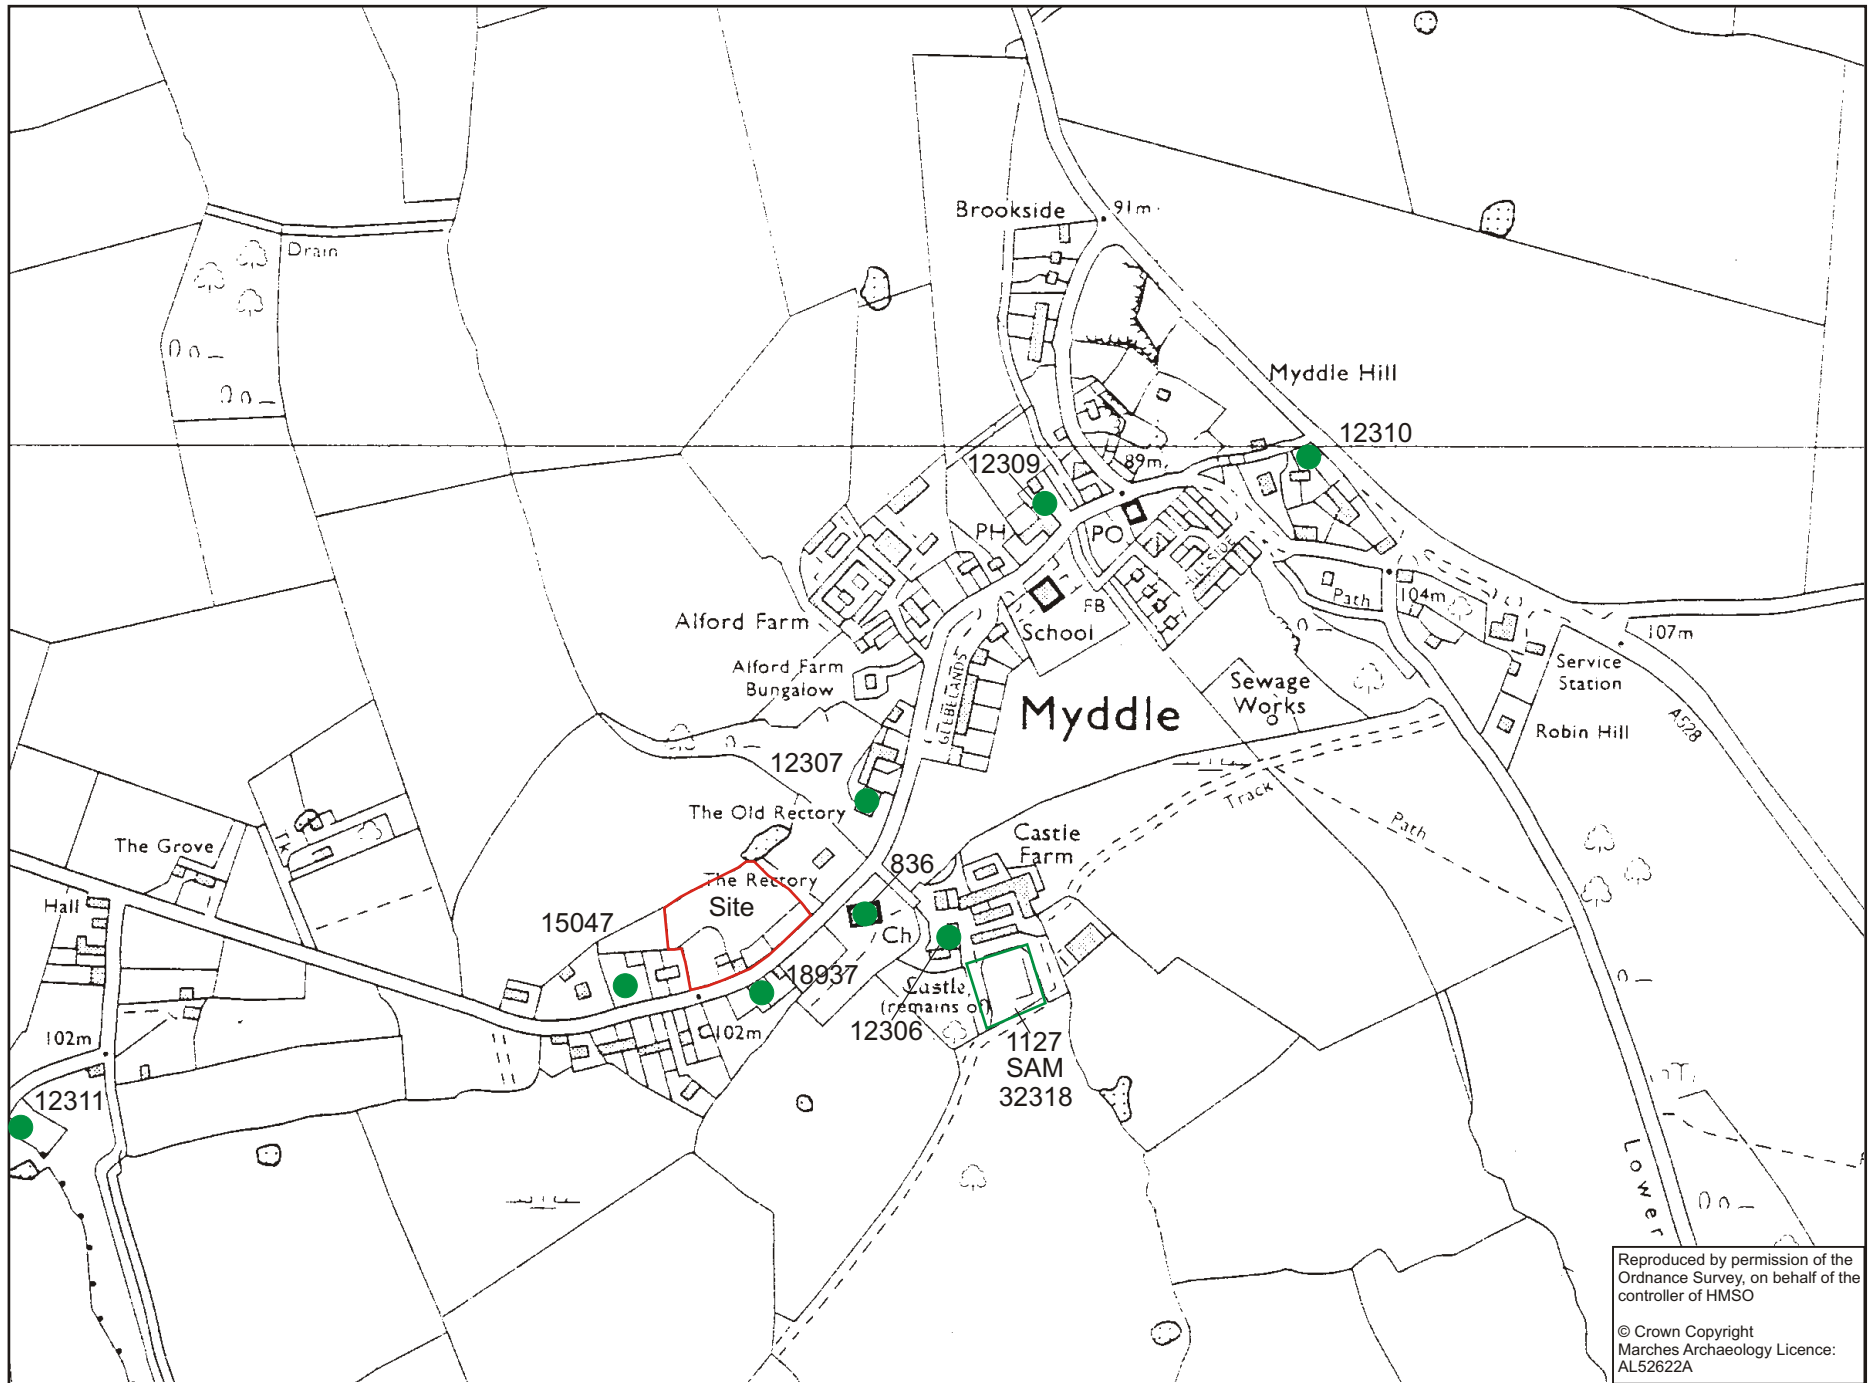 Brookside
91m
Drain
Myddle Hill
12310
12309
89m
PH
PO
HILLSIDE
Path
104m
FB
School
Alford Farm
107m
Service
Station
Alford Farm
Bungalow
GLEBELANDS
Sewage
Works
Myddle
A528
Robin Hill
12307
Track
The Old Rectory
Path
Castle
Farm
The Grove
836
The Rectory
Site
Hall
15047
Ch
18937
Castle
(remains of)
12306
102m
102m
1127
SAM
32318
12311
Lower
Reproduced by permission of the
Ordnance Survey, on behalf of the
controller of HMSO
© Crown Copyright
Marches Archaeology Licence:
AL52622A